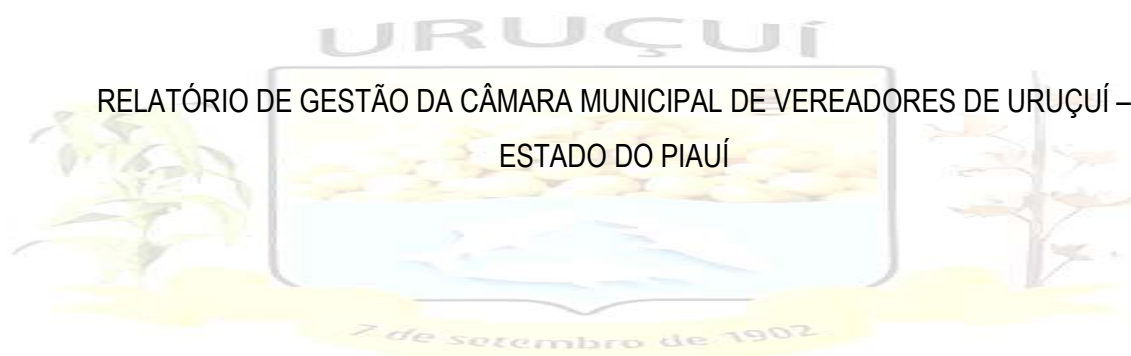 URUÇUÍ
RELATÓRIO DE GESTÃO DA CÂMARA MUNICIPAL DE VEREADORES DE URUÇUÍ –
ESTADO DO PIAUÍ
7 de setembro de 1902